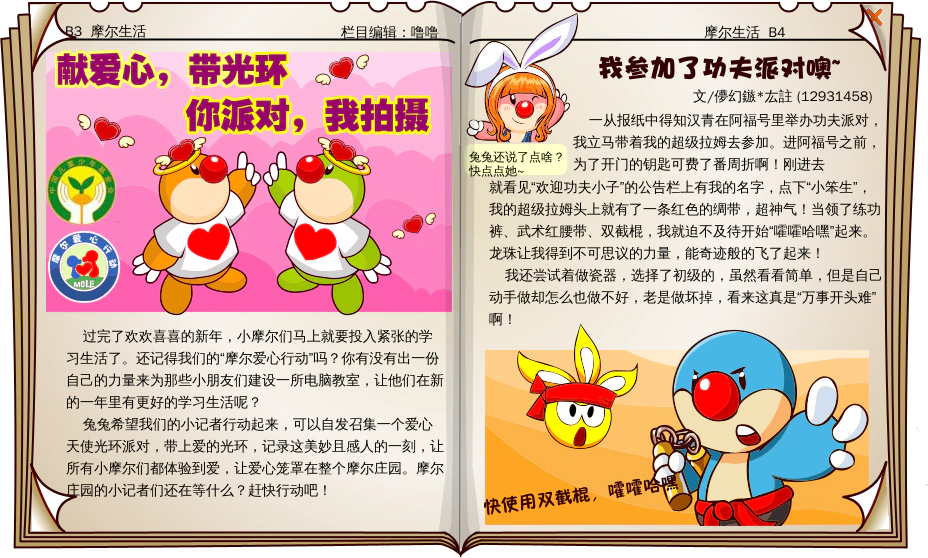 B3 摩尔生活
栏目编辑：噜噜
献爱心，带光环
你派对，我拍摄
中国儿童少年基金会
摩尔爱心行动
MOLE
过完了欢欢喜喜的新年，小摩尔们马上就要投入紧张的学
习生活了。还记得我们的“摩尔爱心行动”吗？你有没有出一份
自己的力量来为那些小朋友们建设一所电脑教室，让他们在新
的一年里有更好的学习生活呢？
兔兔希望我们的小记者行动起来，可以自发召集一个爱心
天使光环派对，带上爱的光环，记录这美妙且感人的一刻，让
所有小摩尔们都体验到爱，让爱心笼罩在整个摩尔庄园。摩尔
庄园的小记者们还在等什么？赶快行动吧！
摩尔生活 B4
我参加了功夫派对噢~
文/儚幻鏃*厷註 (12931458)
兔兔还说了点啥？
快点点她~
一从报纸中得知汉青在阿福号里举办功夫派对，
我立马带着我的超级拉姆去参加。进阿福号之前，
为了开门的钥匙可费了番周折啊！刚进去
就看见“欢迎功夫小子”的公告栏上有我的名字，点下“小笨生”，
我的超级拉姆头上就有了一条红色的绸带，超神气！当领了练功
裤、武术红腰带、双截棍，我就迫不及待开始“嚯嚯哈嘿”起来。
龙珠让我得到不可思议的力量，能奇迹般的飞了起来！
我还尝试着做瓷器，选择了初级的，虽然看看简单，但是自己
动手做却怎么也做不好，老是做坏掉，看来这真是“万事开头难”
啊！
快使用双截棍，嚯嚯哈嘿